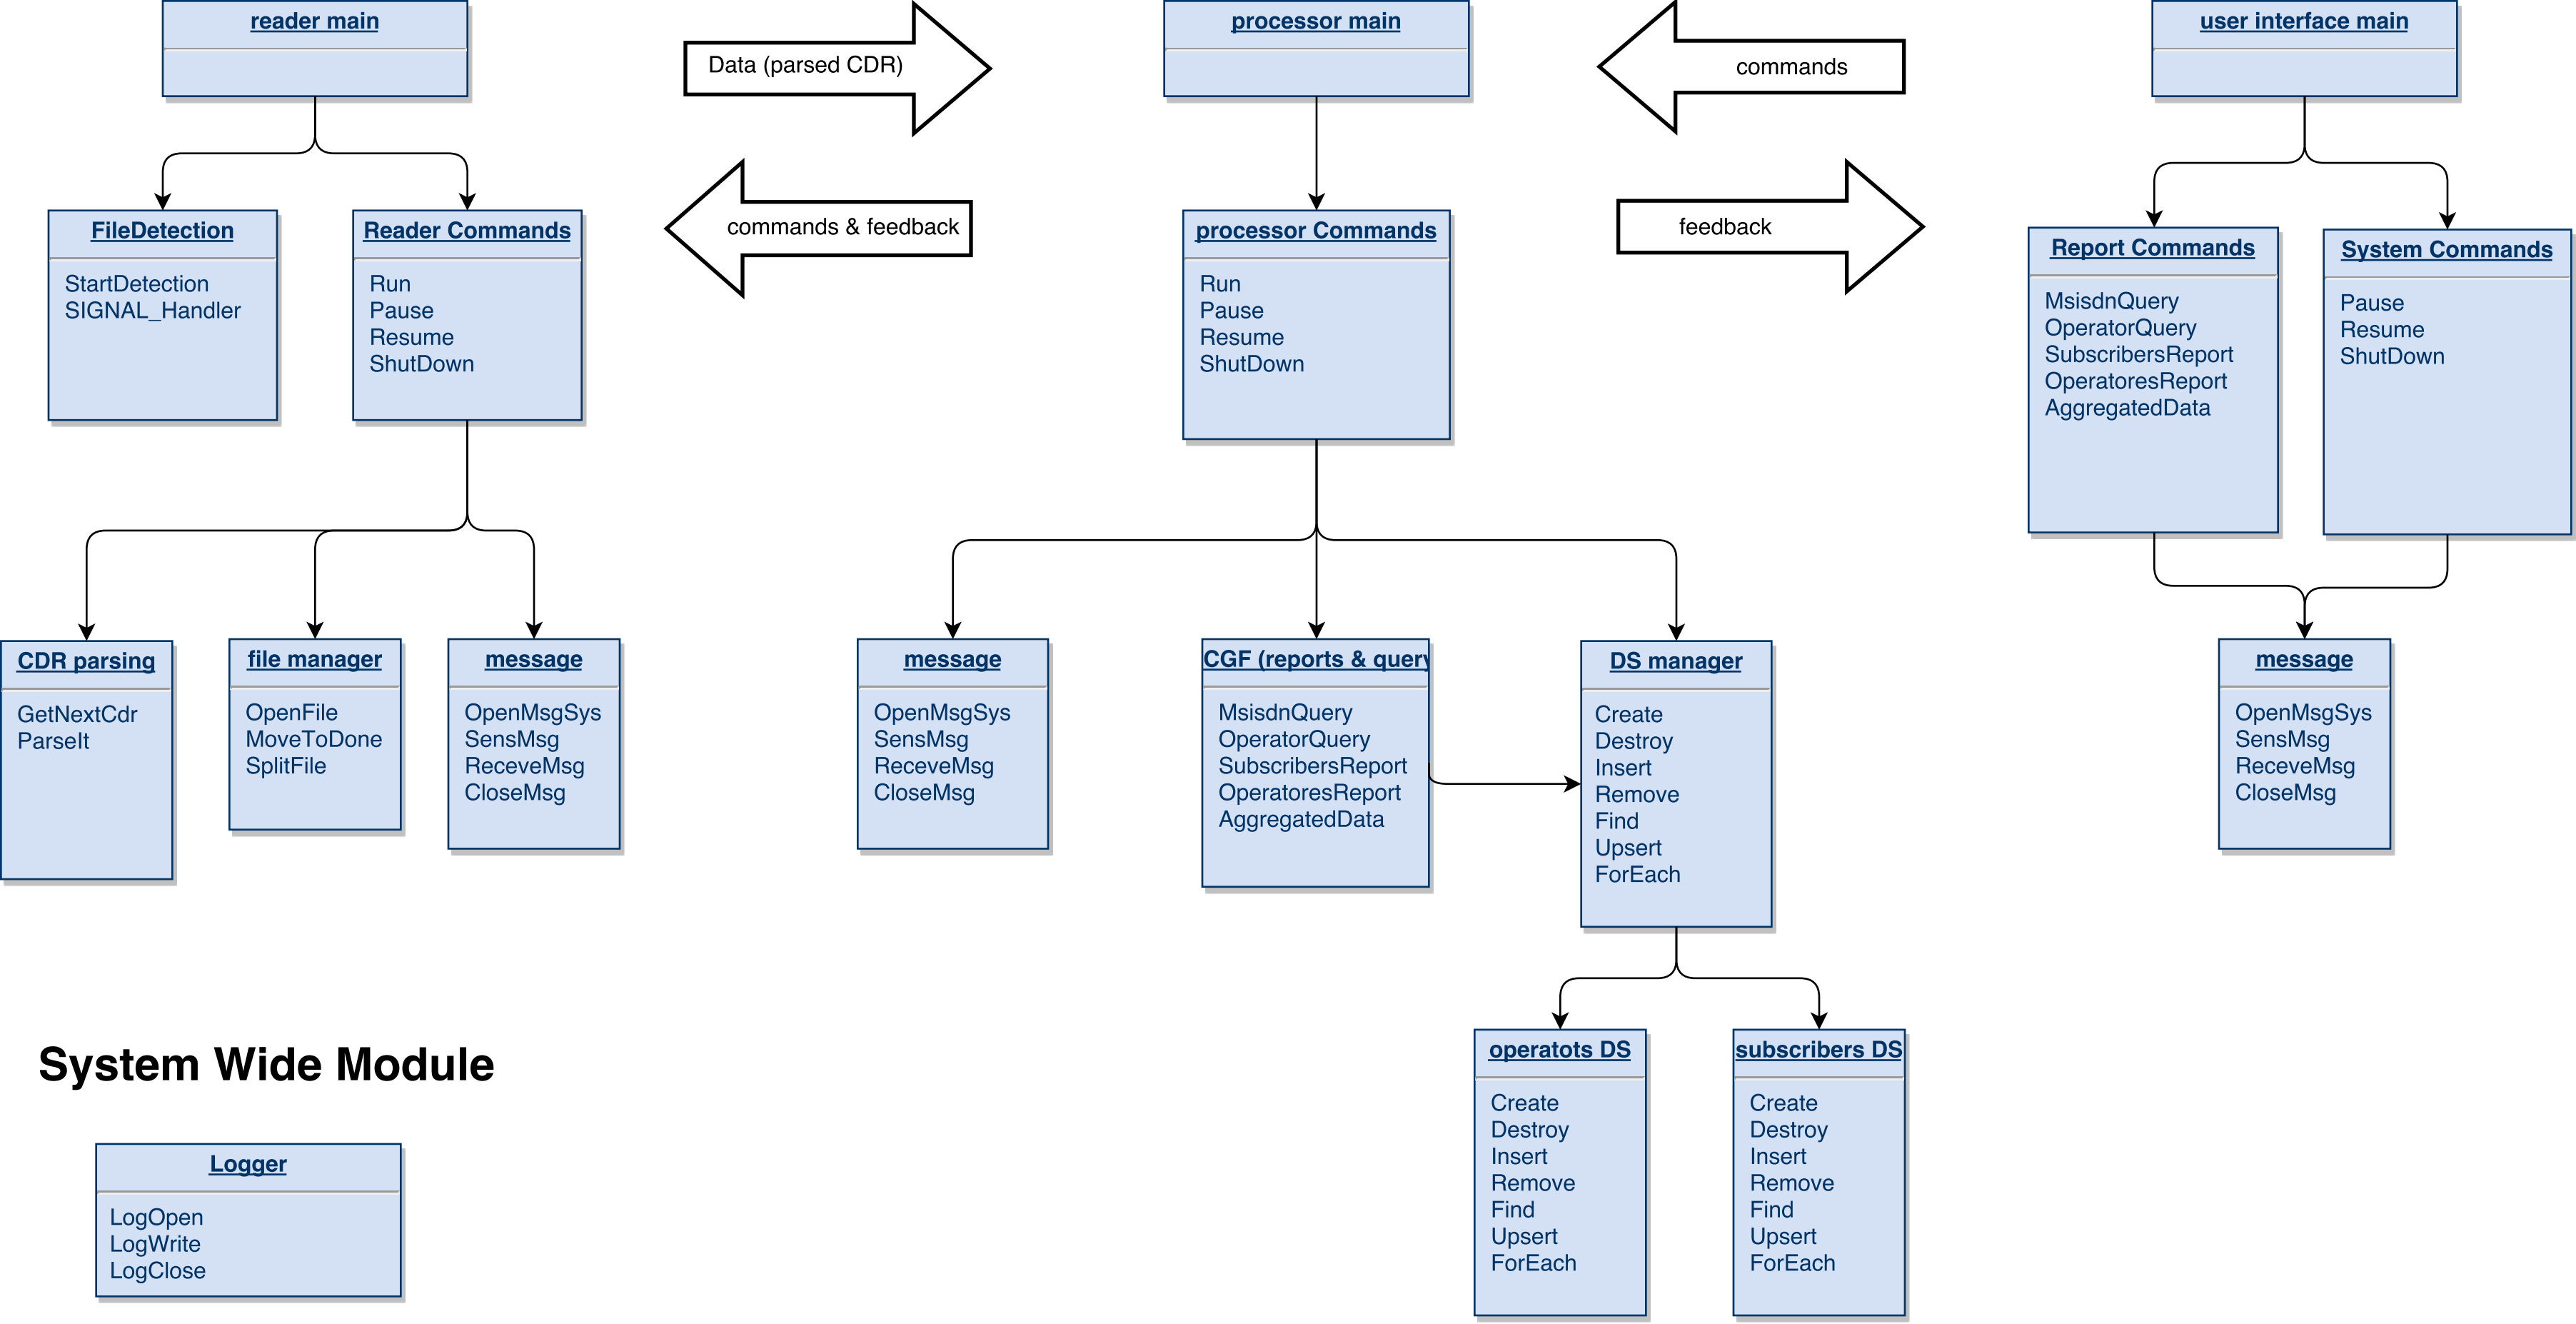 reader main
Data (parsed CDR)
processor main
commands
user interface main
commands & feedback
feedback
FileDetection
StartDetection
SIGNAL_Handler
Reader Commands
Run
Pause
Resume
ShutDown
processor Commands
Run
Pause
Resume
ShutDown
Report Commands
MsisdnQuery
OperatorQuery
SubscribersReport
OperatoresReport
AggregatedData
System Commands
Pause
Resume
ShutDown
CDR parsing
GetNextCdr
ParseIt
file manager
OpenFile
MoveToDone
SplitFile
message
OpenMsgSys
SensMsg
ReceveMsg
CloseMsg
message
OpenMsgSys
SensMsg
ReceveMsg
CloseMsg
CGF (reports & query
MsisdnQuery
OperatorQuery
SubscribersReport
OperatoresReport
AggregatedData
DS manager
Create
Destroy
Insert
Remove
Find
Upsert
ForEach
message
OpenMsgSys
SensMsg
ReceveMsg
CloseMsg
operatots DS
Create
Destroy
Insert
Remove
Find
Upsert
ForEach
subscribers DS
Create
Destroy
Insert
Remove
Find
Upsert
ForEach
System Wide Module
Logger
LogOpen
LogWrite
LogClose